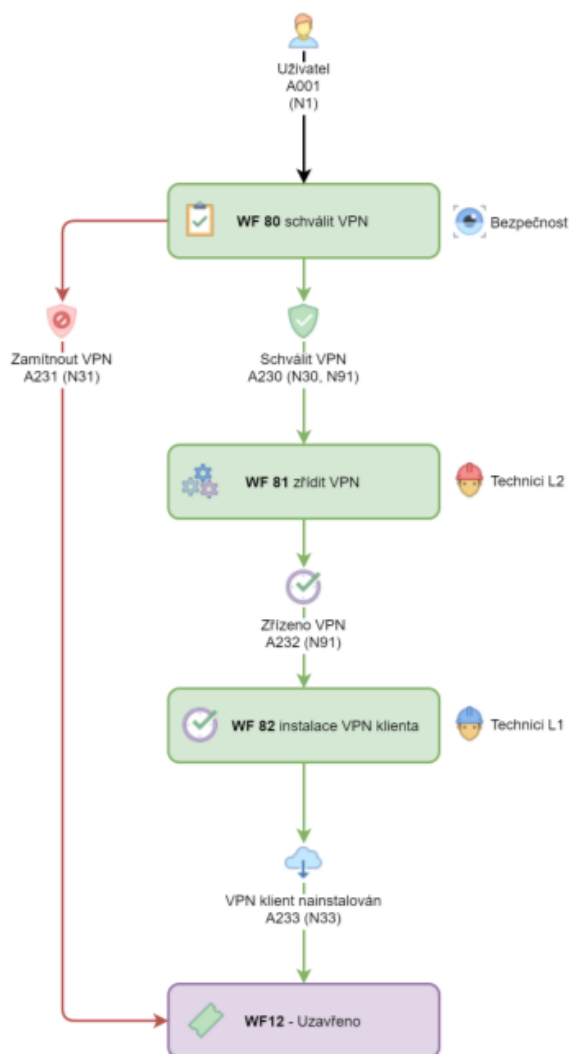 Uživatel
A001
(N1)
WF 80 schválit VPN
Bezpečnost
Zamítnout VPN
A231 (N31)
Schválit VPN
A230 (N30, N91)
WF 81 zřídit VPN
Technici L2
Zřízeno VPN
A232 (N91)
WF 82 instalace VPN klienta
Technici L1
VPN klient nainstalován
A233 (N33)
WF12 - Uzavřeno